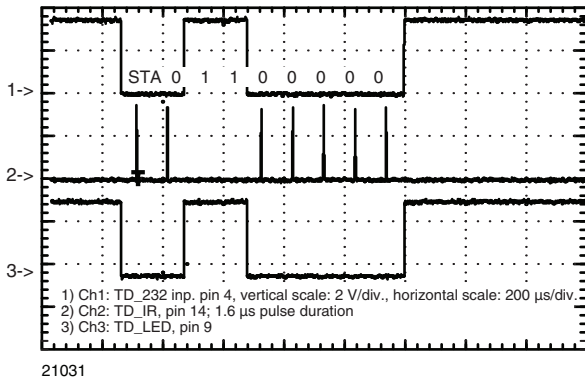 STA 0 1 1 0 0 0 0 0
1->
2->
3->
1) Ch1: TD_232 inp. pin 4, vertical scale: 2 V/div., horizontal scale: 200 µs/div.
2) Ch2: TD_IR, pin 14; 1.6 µs pulse duration
3) Ch3: TD_LED, pin 9
21031